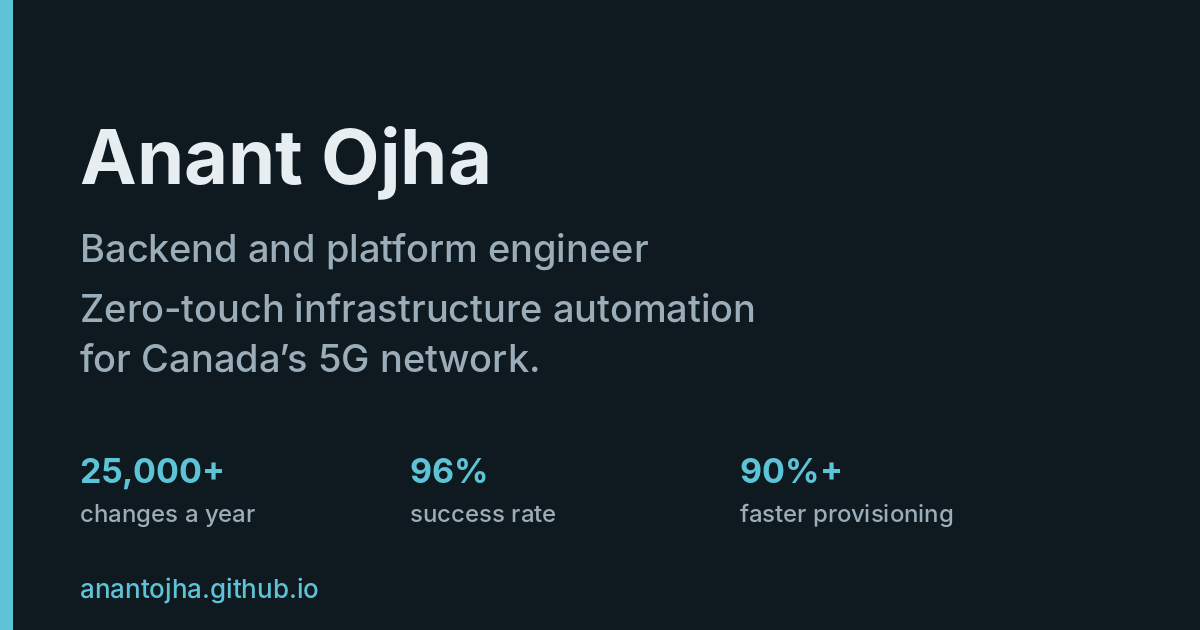 Anant Ojha
Backend and platform engineer
Zero-touch infrastructure automation
for Canada’s 5G network.
25,000+ 96% 90%+
changes a year success rate faster provisioning
anantojha.github.io